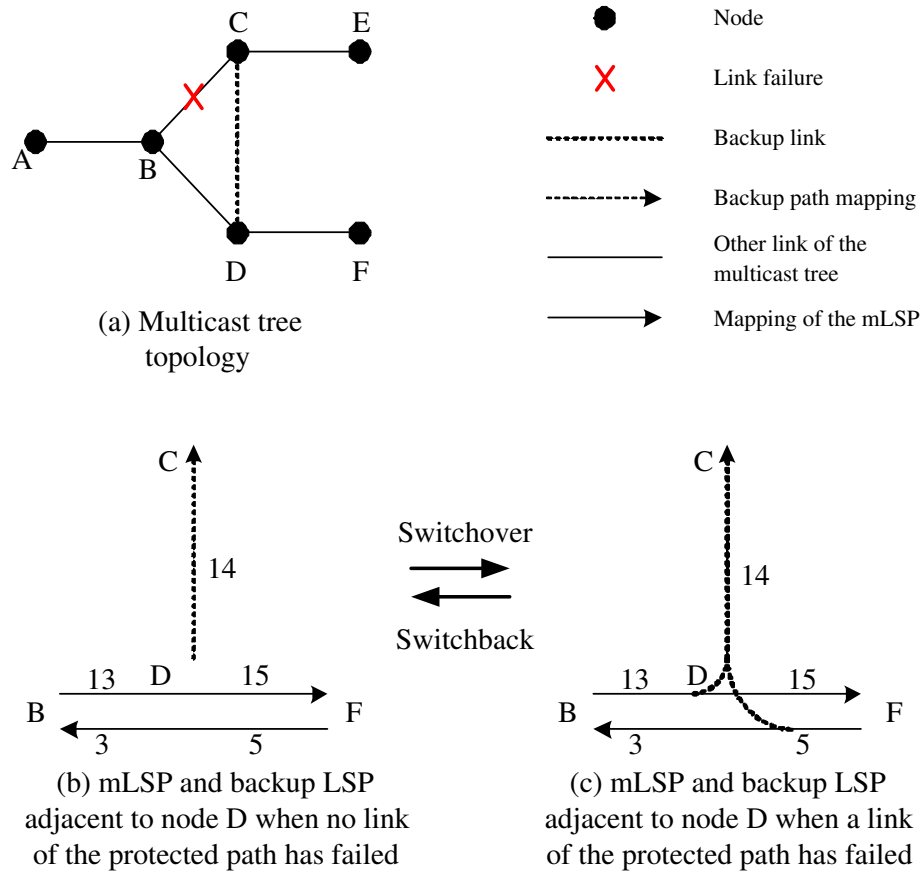 C
E
A
B
D
F
(a) Multicast tree
topology
Node
Link failure
Backup link
Backup path mapping
Other link of the
multicast tree
Mapping of the mLSP
C
14
13
D
15
B
F
3
5
(b) mLSP and backup LSP
adjacent to node D when no link
of the protected path has failed
Switchover
Switchback
C
14
13
D
15
B
F
3
5
(c) mLSP and backup LSP
adjacent to node D when a link
of the protected path has failed